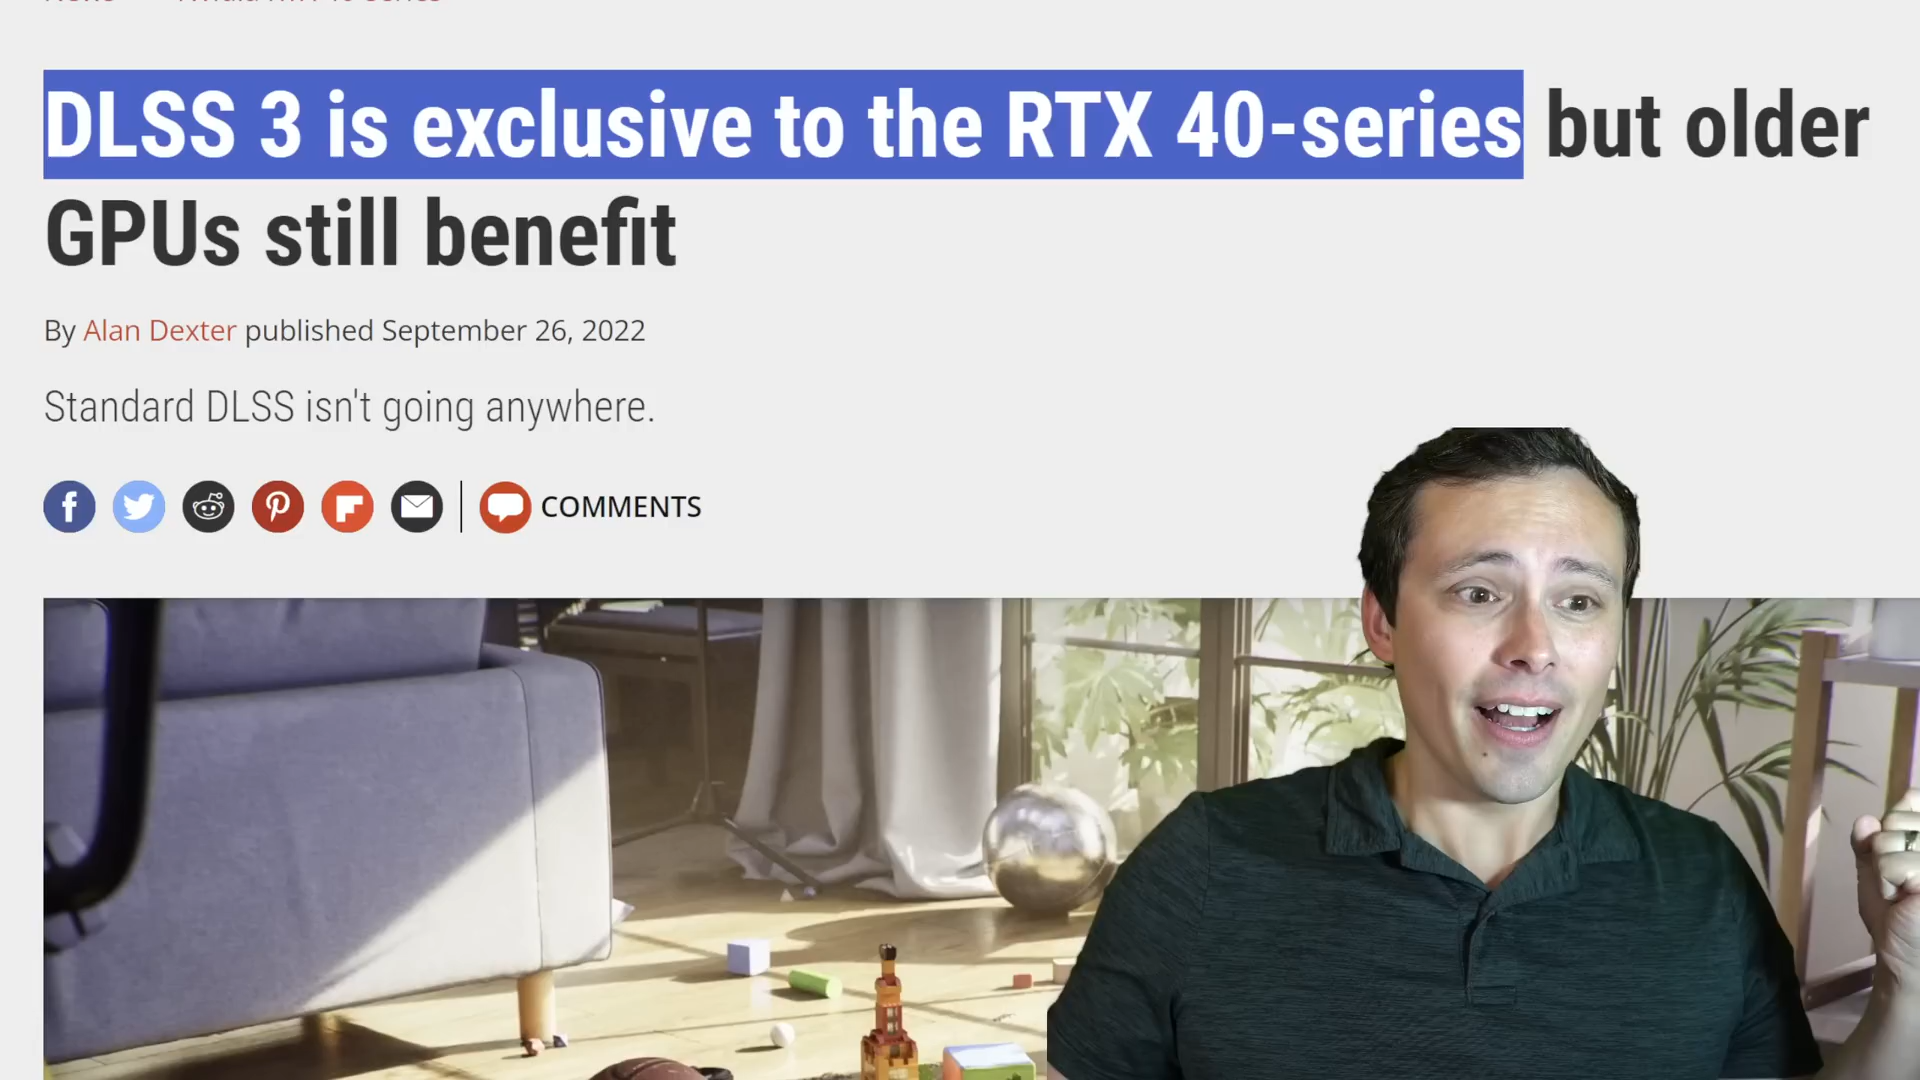 DLSS 3 is exclusive to the RTX 40-series but older
GPUs still benefit
By Alan Dexter published September 26, 2022
Standard DLSS isn't going anywhere.
COMMENTS